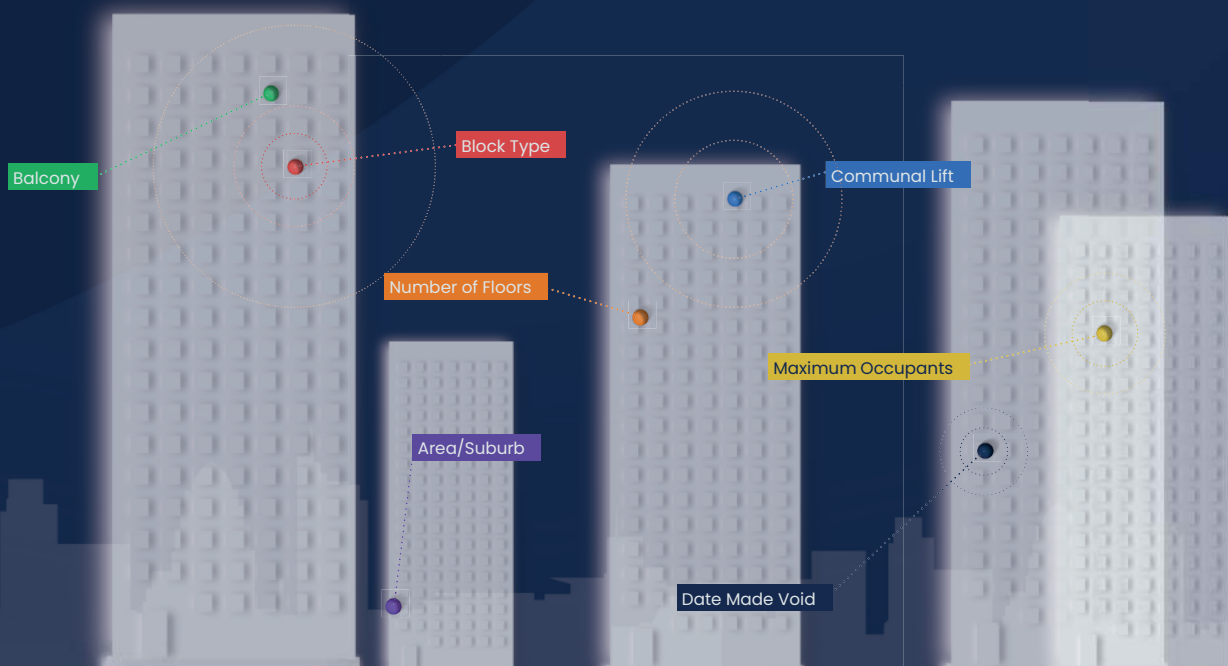 Block Type
Communal Lift
Balcony
Number of Floors
Maximum Occupants
Area/Suburb
Date Made Void